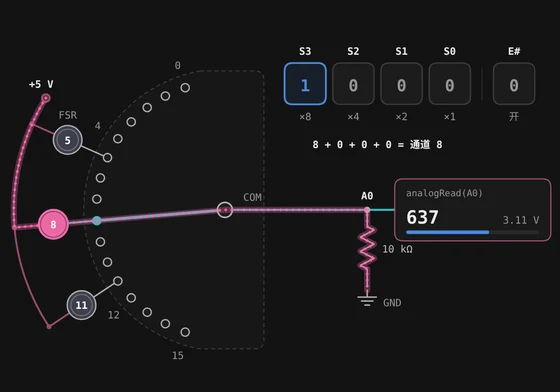 S3 S2 S1 S0 E#
1 0 0 0 0
×8 ×4 ×2 ×1 开
8 + 0 + 0 + 0 = 通道 8
0
+5 V
FSR
5
4
8
COM
A0
analogRead(A0)
637 3.11 V
10 kΩ
GND
11
12
15